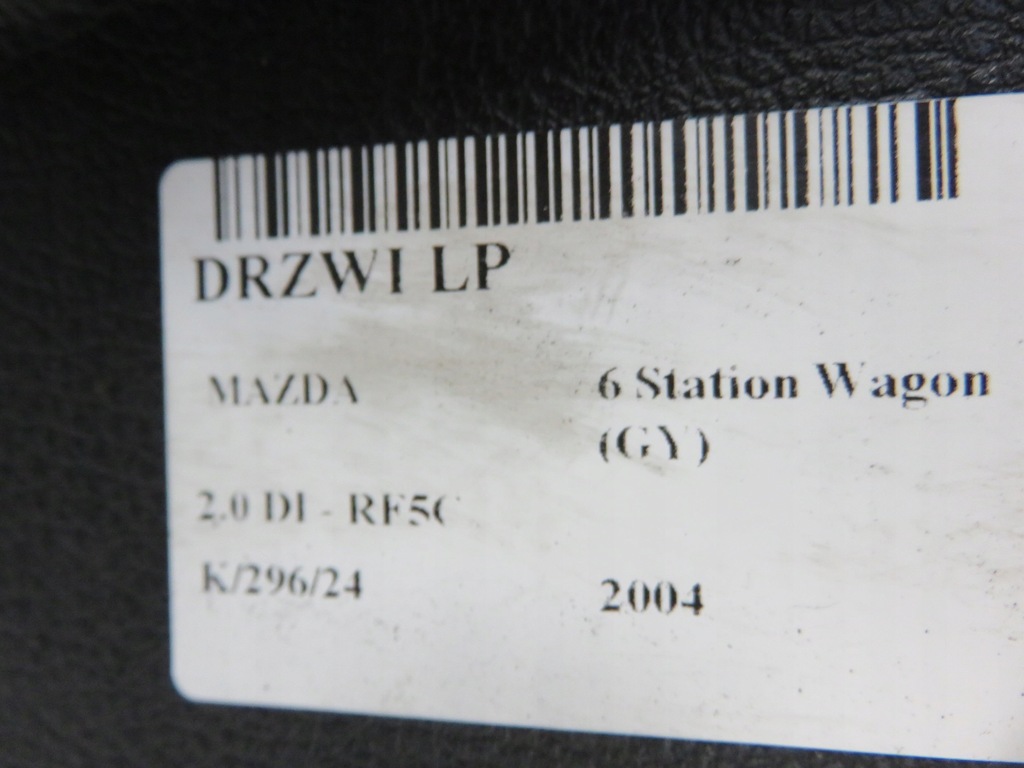 DRZWI LP
MAZDA 6 Station Wagon
(GY)
2.0 DI - RF5C
K/296/24 2004